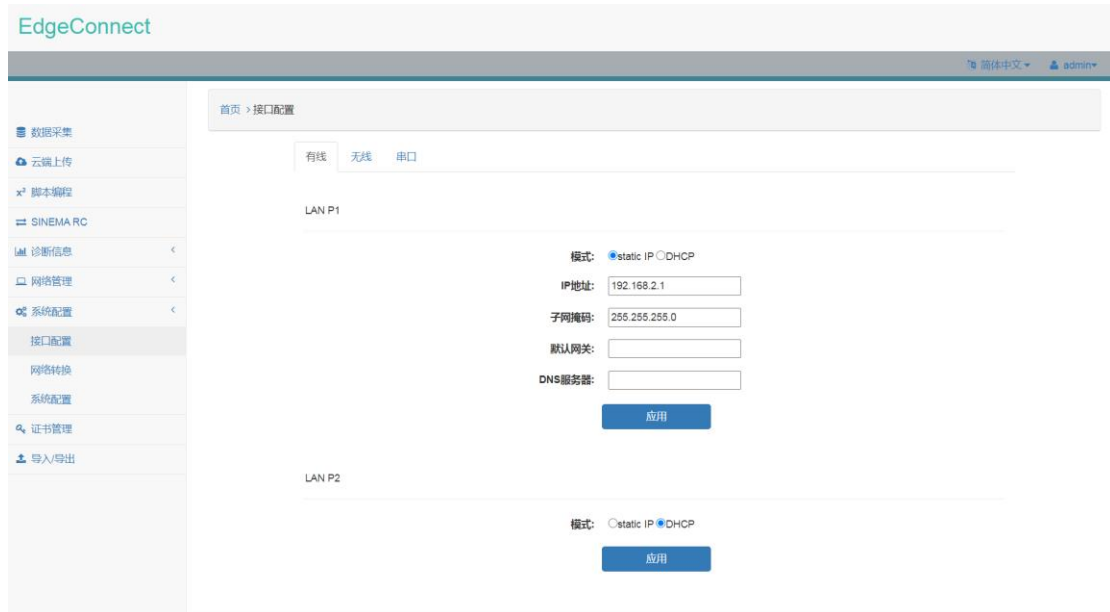 EdgeConnect
简体中文
admin
首页 >接口配置
数据采集
云端上传
x² 脚本编程
SINEMA RC
诊断信息
网络管理
系统配置
接口配置
网络转换
系统配置
证书管理
导入/导出
有线 无线 串口
LAN P1
模式: static IP DHCP
IP地址: 192.168.2.1
子网掩码: 255.255.255.0
默认网关:
DNS服务器:
应用
LAN P2
模式: static IP DHCP
应用